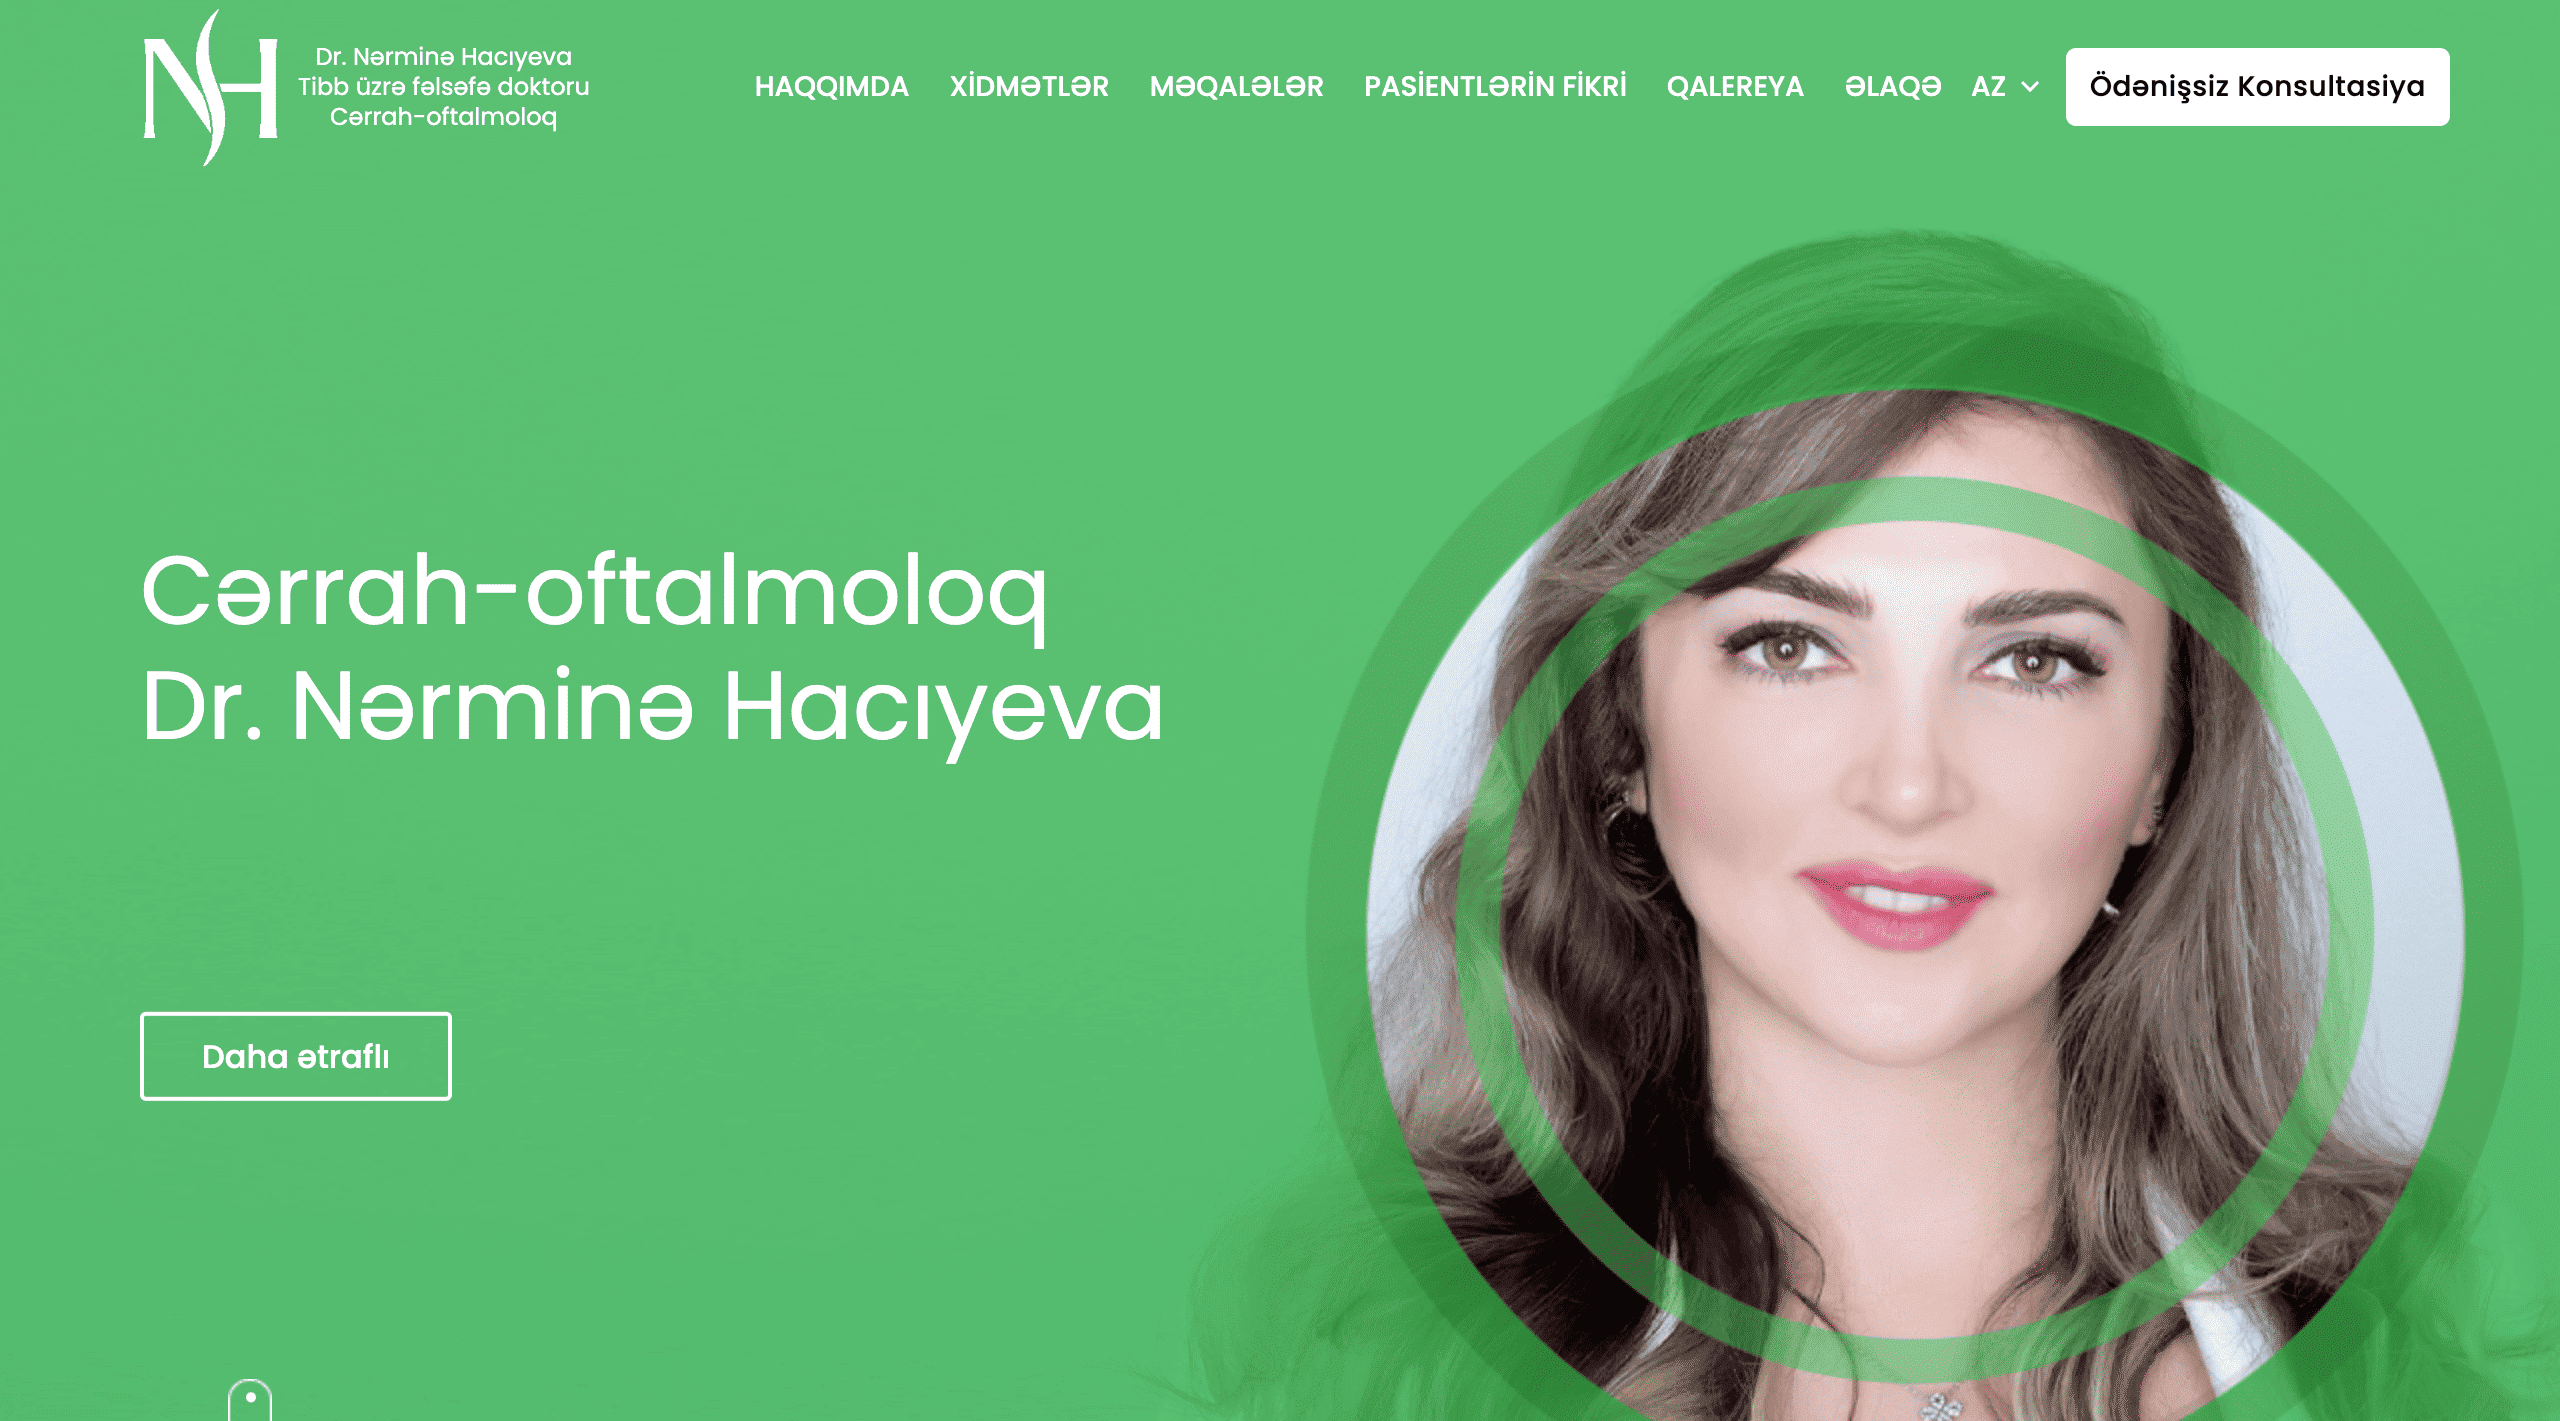 NH
Dr. Nərminə Hacıyeva
Tibb üzrə fəlsəfə doktoru
Cərrah-oftalmoloq
HAQQIMDA
XİDMƏTLƏR
MƏQALƏLƏR
PASİENTLƏRİN FİKRİ
QALEREYA
ƏLAQƏ
AZ
Ödənişsiz Konsultasiya
Cərrah-oftalmoloq
Dr. Nərminə Hacıyeva
Daha ətraflı